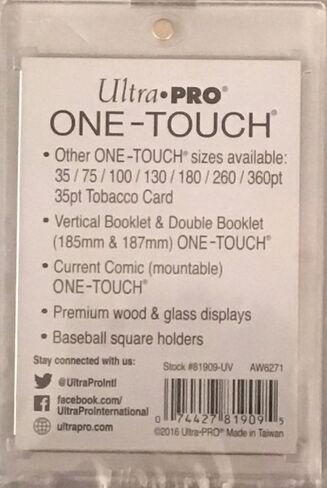 Ultra•PRO®
ONE-TOUCH®
• Other ONE-TOUCH® sizes available:
35 / 75 / 100 / 130 / 180 / 260 / 360pt
35pt Tobacco Card
• Vertical Booklet & Double Booklet
(185mm & 187mm) ONE-TOUCH®
• Current Comic (mountable)
ONE-TOUCH®
• Premium wood & glass displays
• Baseball square holders
Stay connected with us:
@UltraProIntl
facebook.com/
UltraProInternational
ultrapro.com
Stock #81909-UV AW6271
0 74427 81909 5
©2016 Ultra•PRO® Made in Taiwan